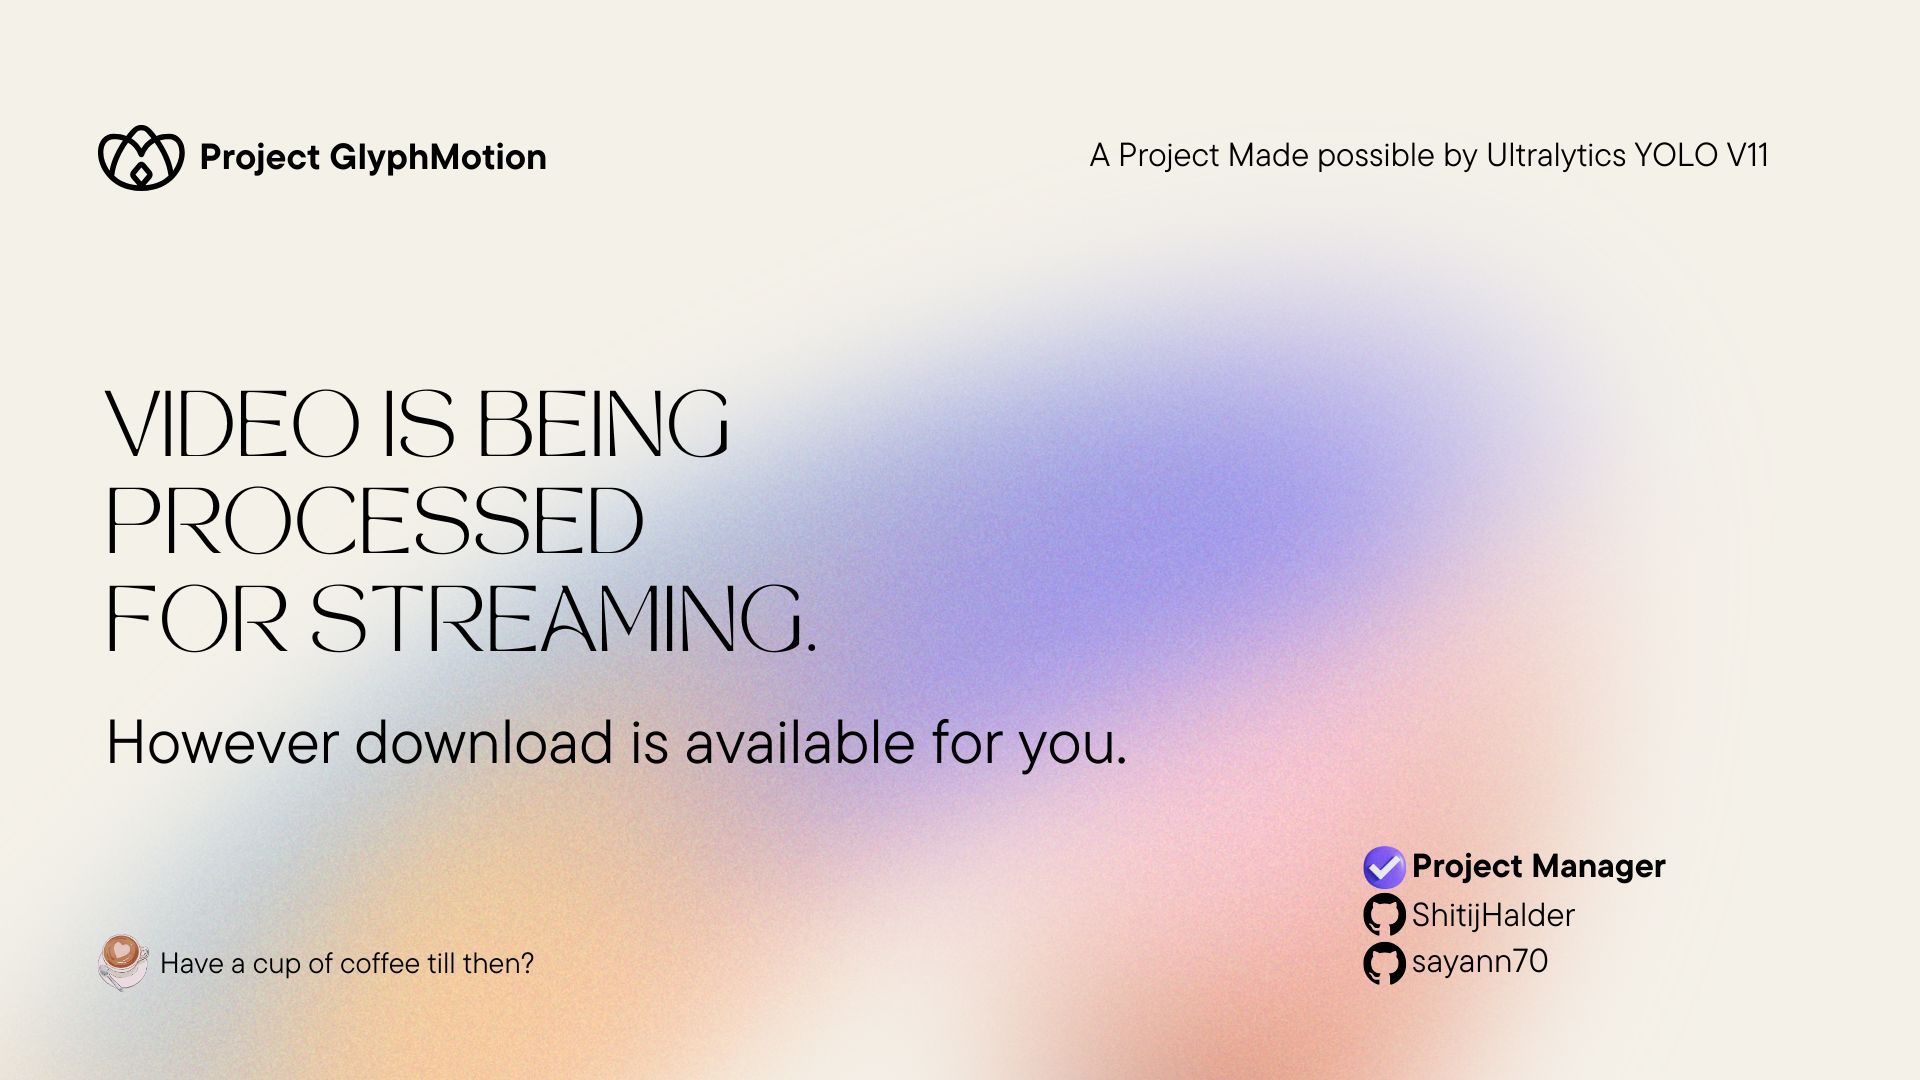 Project GlyphMotion
A Project Made possible by Ultralytics YOLO V11
VIDEO IS BEING
PROCESSED
FOR STREAMING.
However download is available for you.
Project Manager
ShitijHalder
sayann70
Have a cup of coffee till then?